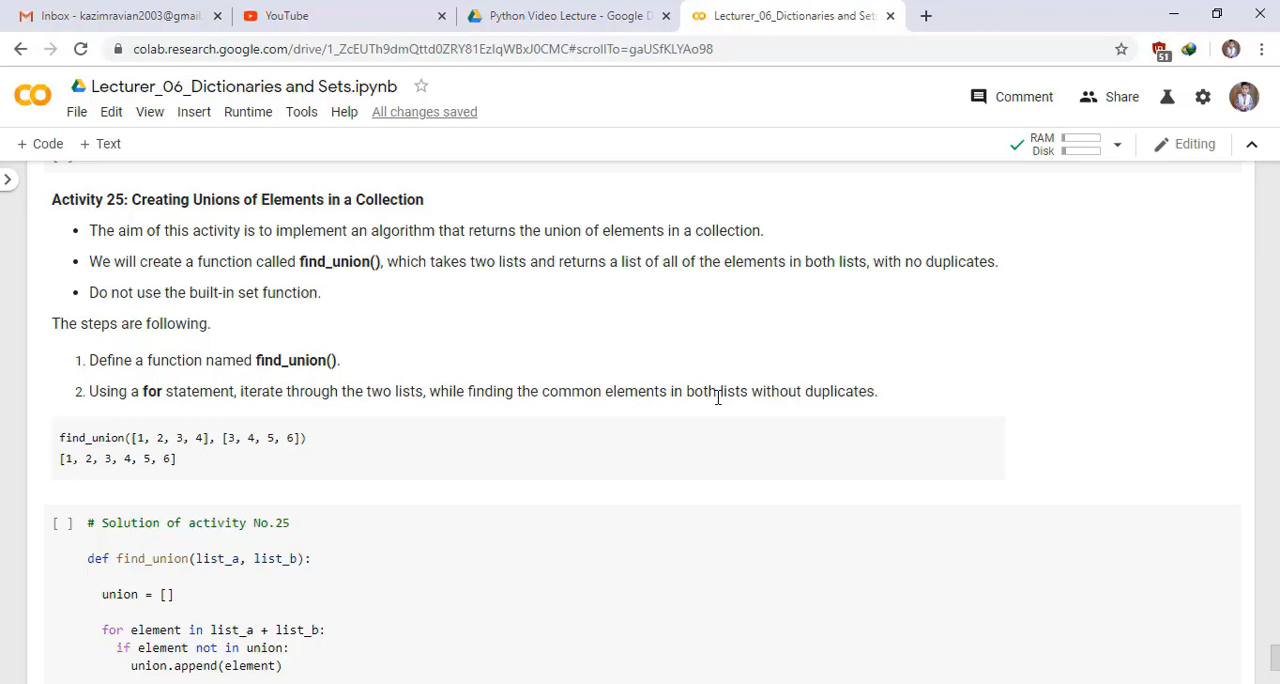 Inbox - kazimravian2003@gmail.
YouTube
Python Video Lecture - Google D
Lecturer_06_Dictionaries and Sets
colab.research.google.com/drive/1_ZcEUTh9dmQttd0ZRY81EzIqWBxJ0CMC#scrollTo=gaUSfKLYAo98
51
Lecturer_06_Dictionaries and Sets.ipynb
File Edit View Insert Runtime Tools Help All changes saved
Comment Share
+ Code + Text
RAM
Disk
Editing
Activity 25: Creating Unions of Elements in a Collection
• The aim of this activity is to implement an algorithm that returns the union of elements in a collection.
• We will create a function called find_union(), which takes two lists and returns a list of all of the elements in both lists, with no duplicates.
• Do not use the built-in set function.
The steps are following.
1. Define a function named find_union().
2. Using a for statement, iterate through the two lists, while finding the common elements in both lists without duplicates.
find_union([1, 2, 3, 4], [3, 4, 5, 6])
[1, 2, 3, 4, 5, 6]
[ ] # Solution of activity No.25
def find_union(list_a, list_b):
union = []
for element in list_a + list_b:
if element not in union:
union.append(element)